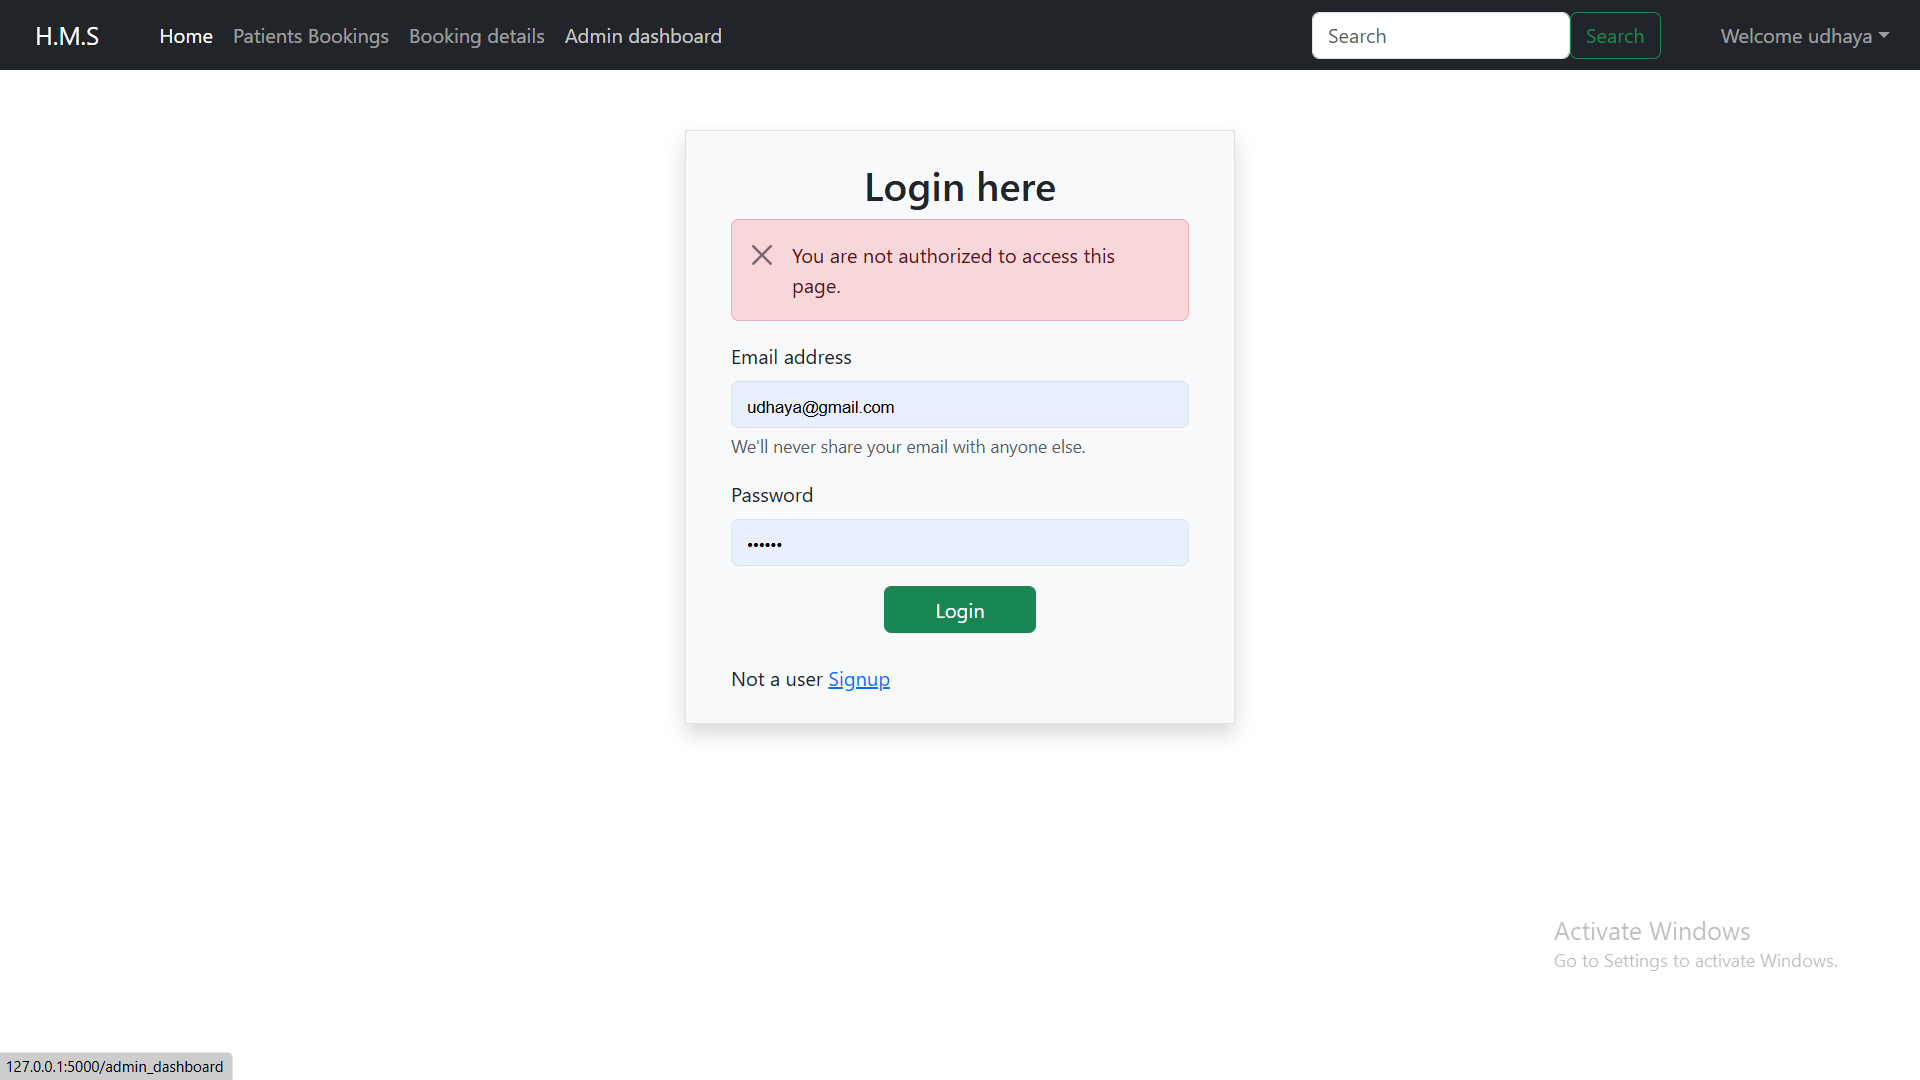 H.M.S Home Patients Bookings Booking details Admin dashboard Search Search Welcome udhaya
Login here
You are not authorized to access this
page.
Email address
udhaya@gmail.com
We'll never share your email with anyone else.
Password
••••••
Login
Not a user Signup
Activate Windows
Go to Settings to activate Windows.
127.0.0.1:5000/admin_dashboard